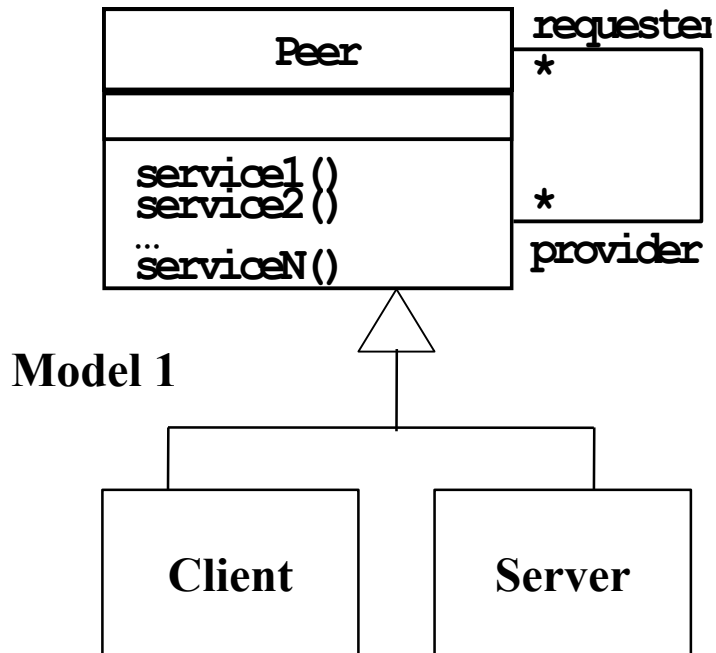 Peer
requester
*
service1()
service2()
...
serviceN()
*
provider
Model 1
Client
Server